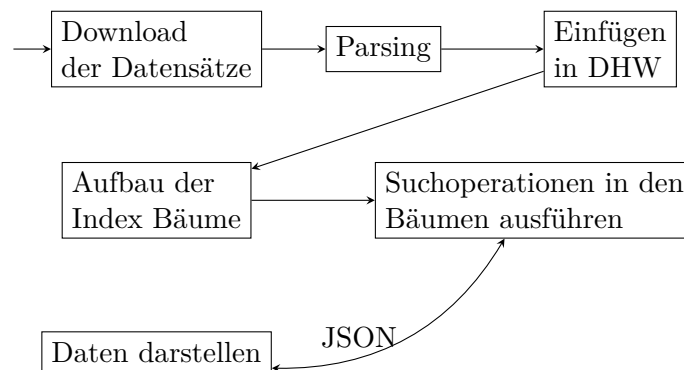 Download
der Datensätze
Parsing
Einfügen
in DHW
Aufbau der
Index Bäume
Suchoperationen in den
Bäumen ausführen
JSON
Daten darstellen